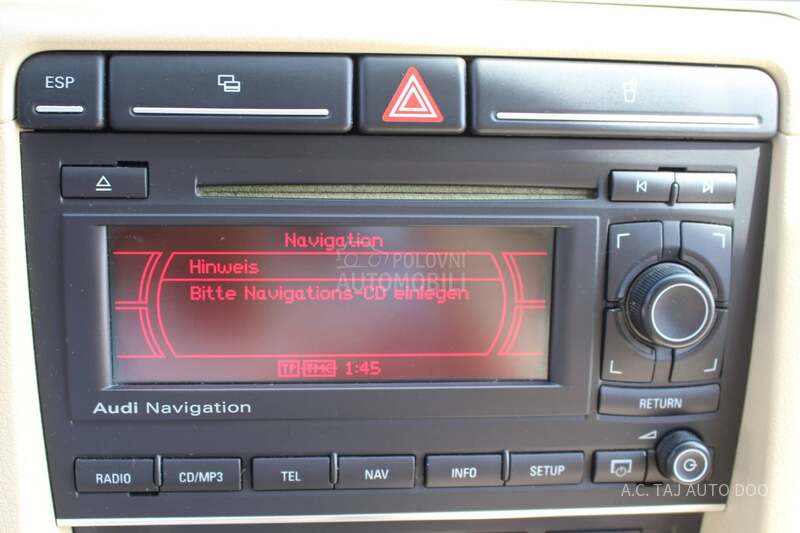 ESP
Navigation
Hinweis
POLOVNI
AUTOMOBILI
Bitte Navigations-CD einlegen
TP TMC 1:45
Audi Navigation
RETURN
RADIO CD/MP3 TEL NAV INFO SETUP
A.C. TAJ AUTO DOO